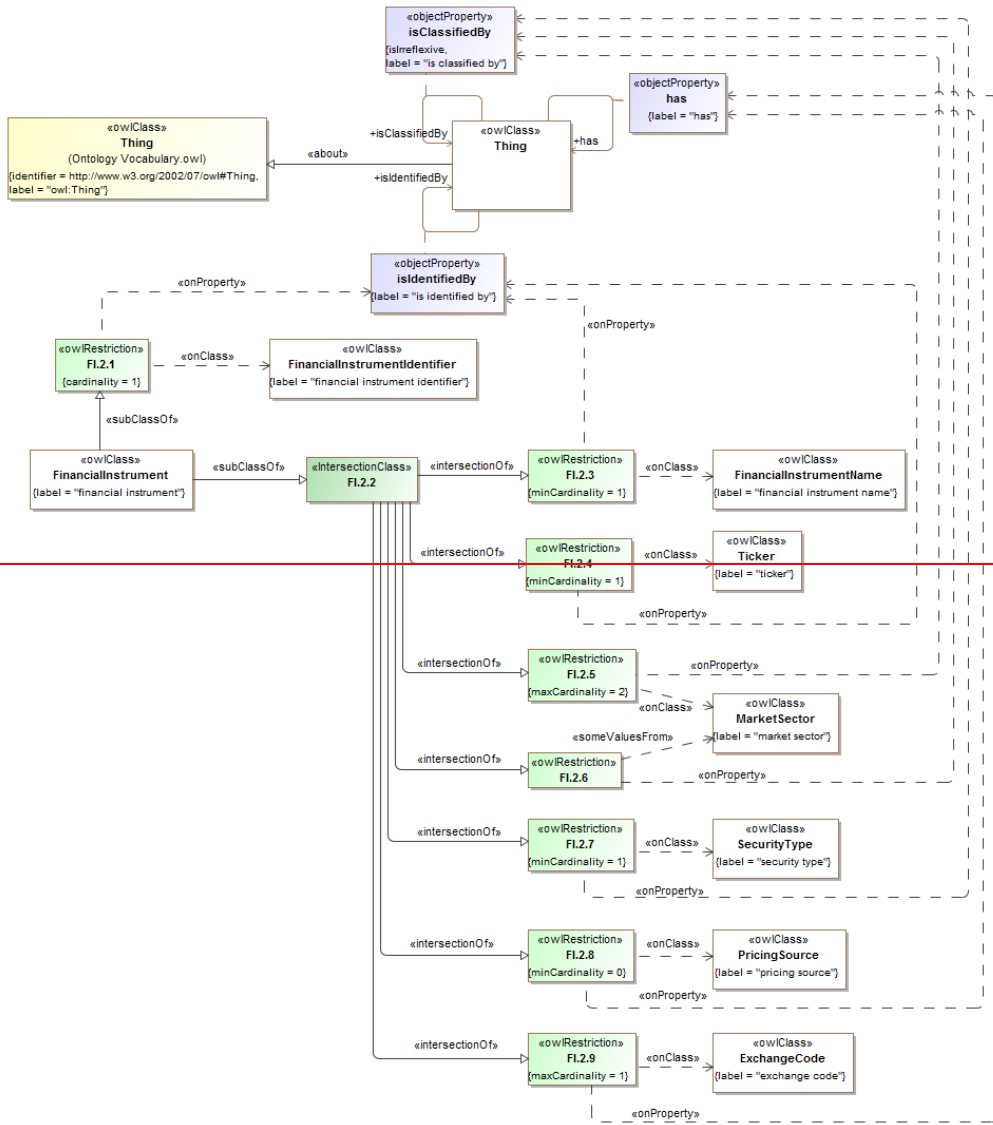 «objectProperty»
isClassifiedBy
{isIrreflexive,
label = "is classified by"}
«objectProperty»
has
{label = "has"}
«owlClass»
Thing
(Ontology Vocabulary.owl)
{identifier = http://www.w3.org/2002/07/owl#Thing,
label = "owl:Thing"}
«about»
+isClassifiedBy
«owlClass»
Thing
+has
+isIdentifiedBy
«objectProperty»
isIdentifiedBy
{label = "is identified by"}
«onProperty»
«onProperty»
«owlRestriction»
FI.2.1
{cardinality = 1}
«onClass»
«owlClass»
FinancialInstrumentIdentifier
{label = "financial instrument identifier"}
«subClassOf»
«owlClass»
FinancialInstrument
{label = "financial instrument"}
«subClassOf»
«IntersectionClass»
FI.2.2
«intersectionOf»
«owlRestriction»
FI.2.3
{minCardinality = 1}
«onClass»
«owlClass»
FinancialInstrumentName
{label = "financial instrument name"}
«intersectionOf»
«owlRestriction»
FI.2.4
{minCardinality = 1}
«onClass»
«owlClass»
Ticker
{label = "ticker"}
«onProperty»
«intersectionOf»
«owlRestriction»
FI.2.5
{maxCardinality = 2}
«onProperty»
«onClass»
«owlClass»
MarketSector
{label = "market sector"}
«someValuesFrom»
«intersectionOf»
«owlRestriction»
FI.2.6
«onProperty»
«intersectionOf»
«owlRestriction»
FI.2.7
{minCardinality = 1}
«onClass»
«owlClass»
SecurityType
{label = "security type"}
«onProperty»
«intersectionOf»
«owlRestriction»
FI.2.8
{minCardinality = 0}
«onClass»
«owlClass»
PricingSource
{label = "pricing source"}
«onProperty»
«intersectionOf»
«owlRestriction»
FI.2.9
{maxCardinality = 1}
«onClass»
«owlClass»
ExchangeCode
{label = "exchange code"}
«onProperty»